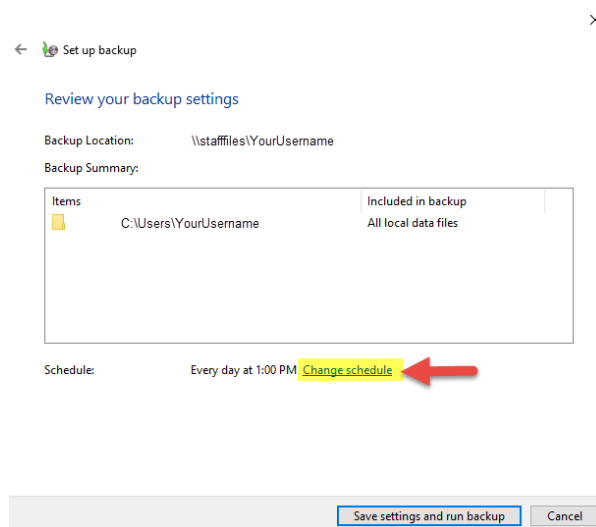 Set up backup
Review your backup settings
Backup Location: \\stafffiles\YourUsername
Backup Summary:
Items Included in backup
C:\Users\YourUsername All local data files
Schedule: Every day at 1:00 PM Change schedule
Save settings and run backup Cancel